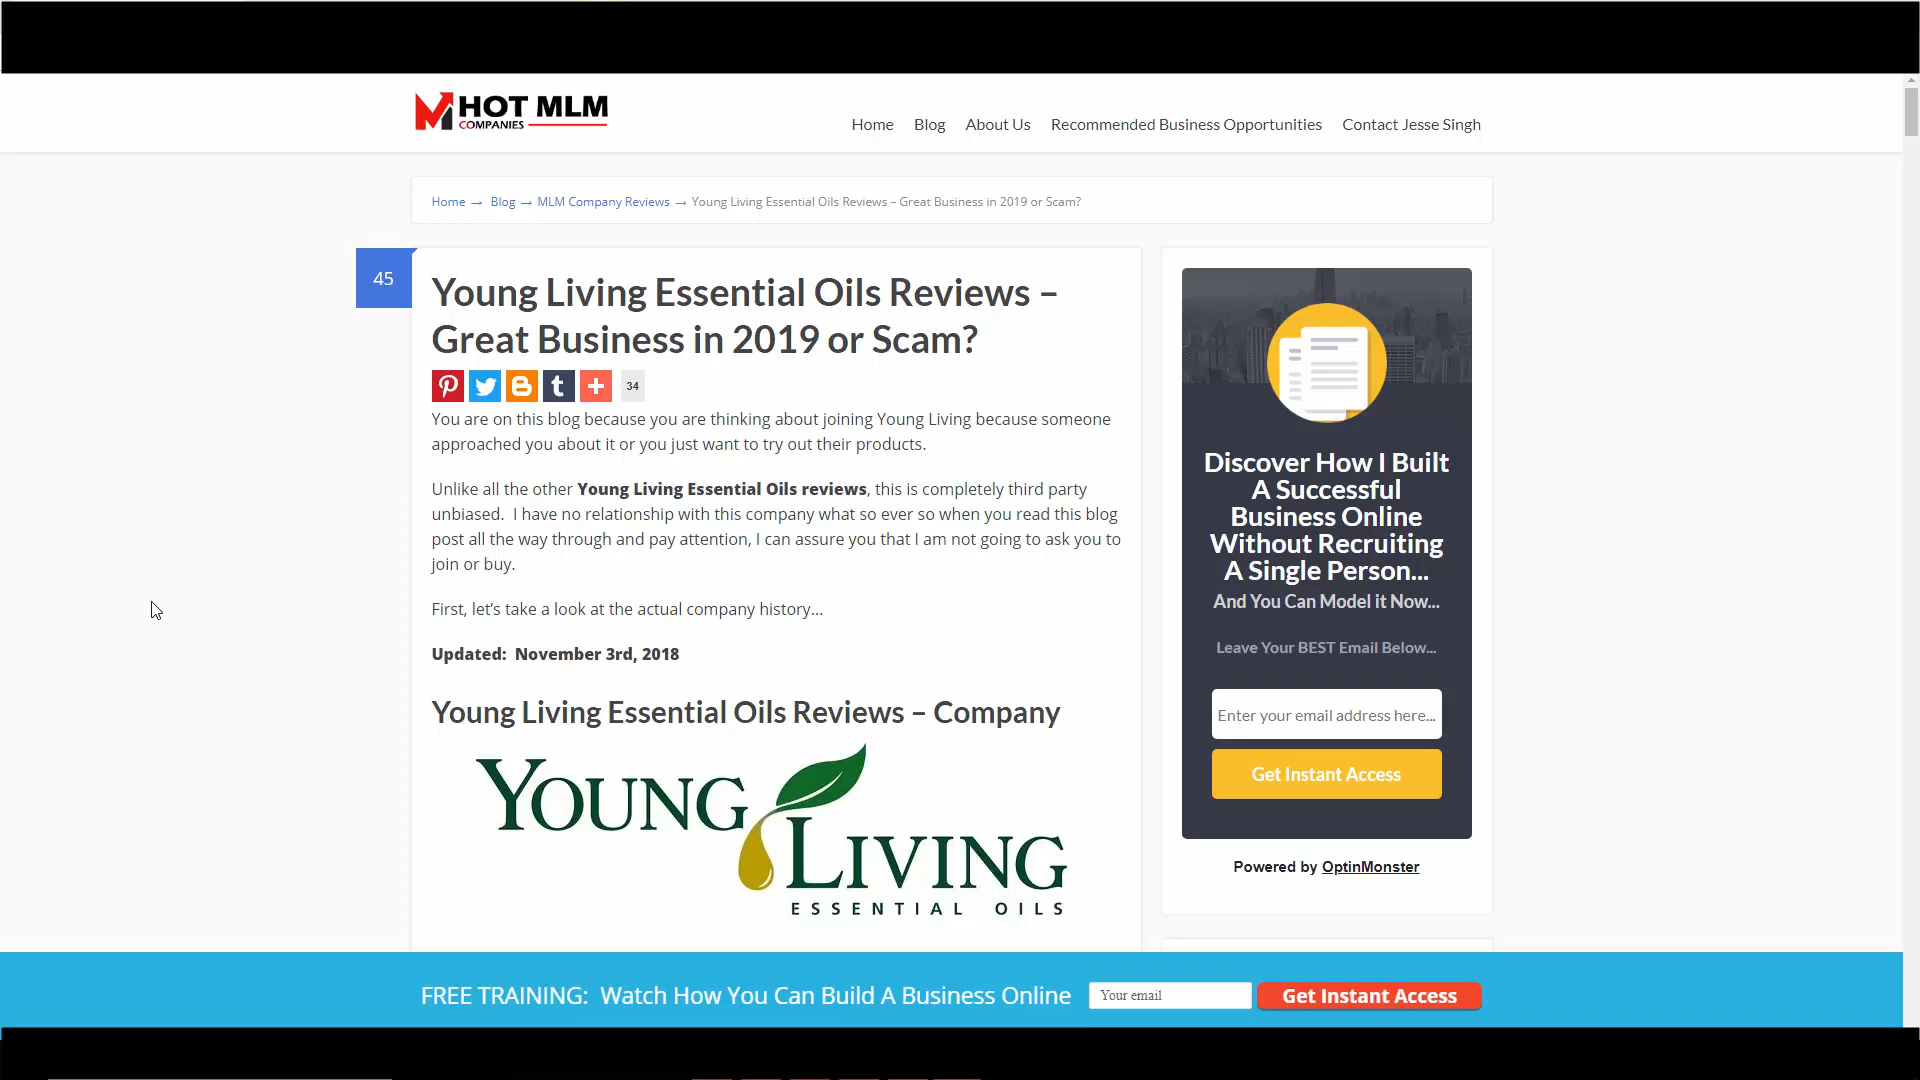 HOT MLM
COMPANIES
Home Blog About Us Recommended Business Opportunities Contact Jesse Singh
Home → Blog → MLM Company Reviews → Young Living Essential Oils Reviews – Great Business in 2019 or Scam?
45
Young Living Essential Oils Reviews –
Great Business in 2019 or Scam?
34
You are on this blog because you are thinking about joining Young Living because someone
approached you about it or you just want to try out their products.
Unlike all the other Young Living Essential Oils reviews, this is completely third party
unbiased. I have no relationship with this company what so ever so when you read this blog
post all the way through and pay attention, I can assure you that I am not going to ask you to
join or buy.
First, let’s take a look at the actual company history…
Updated: November 3rd, 2018
Young Living Essential Oils Reviews – Company
YOUNG
LIVING
ESSENTIAL OILS
Discover How I Built
A Successful
Business Online
Without Recruiting
A Single Person...
And You Can Model it Now...
Leave Your BEST Email Below...
Enter your email address here...
Get Instant Access
Powered by OptinMonster
FREE TRAINING: Watch How You Can Build A Business Online
Your email
Get Instant Access